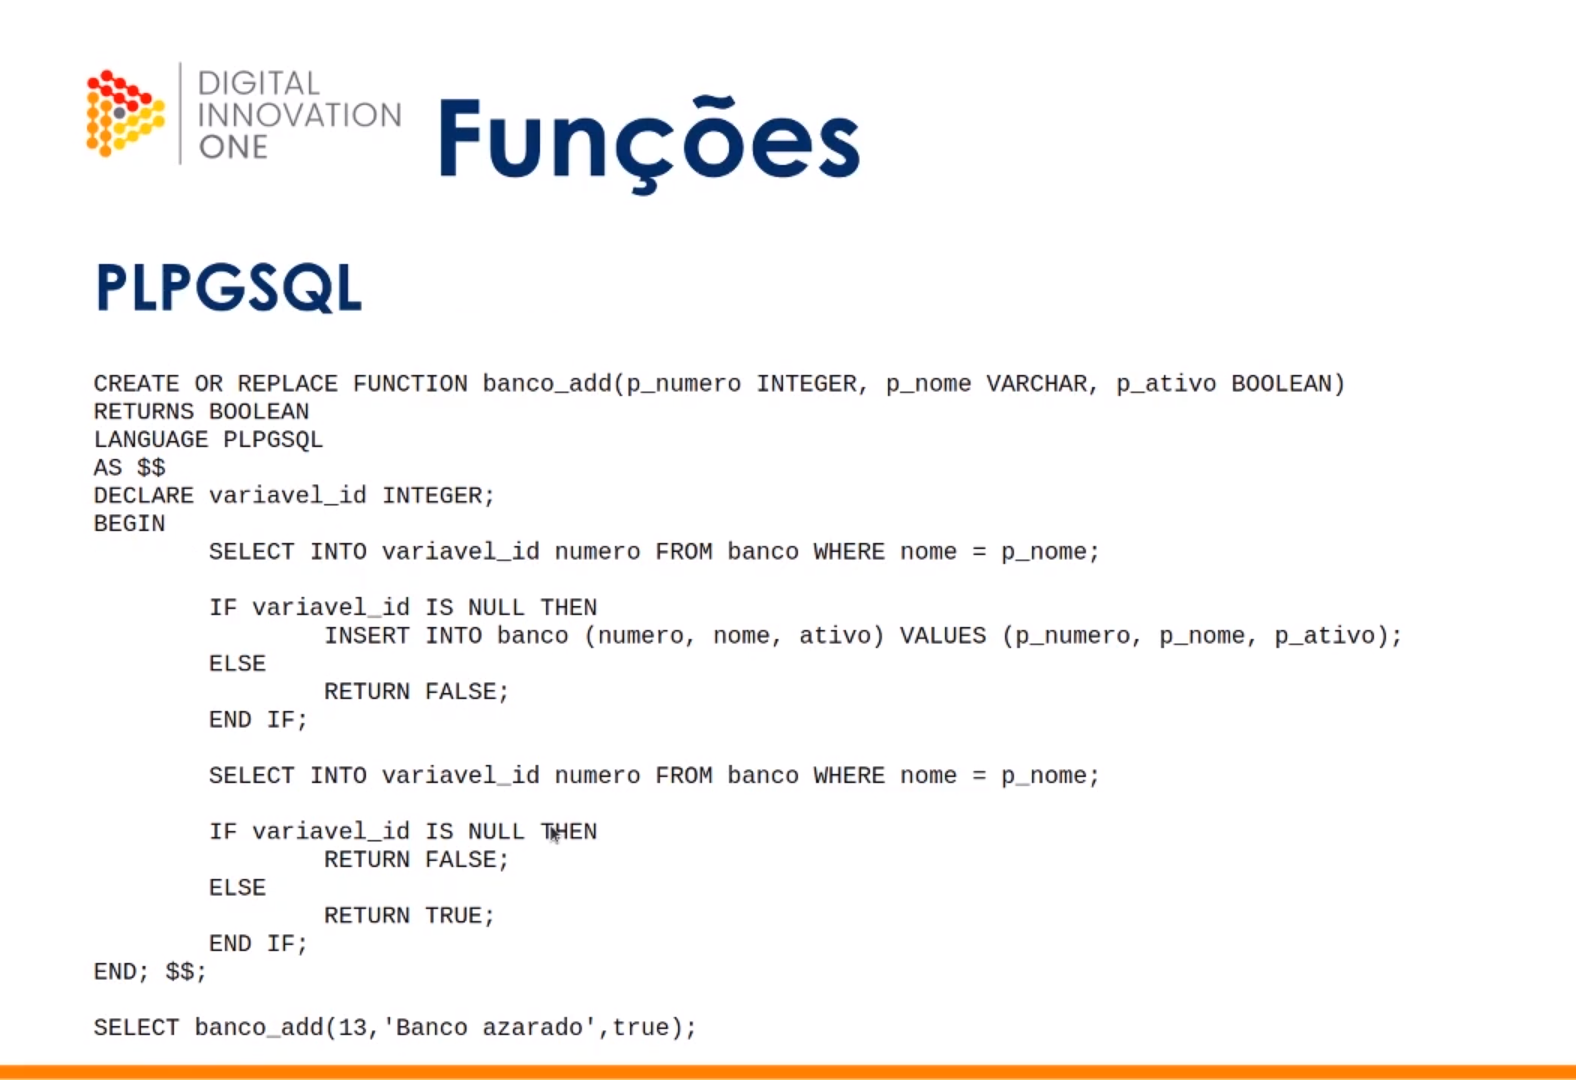 DIGITAL
INNOVATION
ONE
Funções
PLPGSQL
CREATE OR REPLACE FUNCTION banco_add(p_numero INTEGER, p_nome VARCHAR, p_ativo BOOLEAN)
RETURNS BOOLEAN
LANGUAGE PLPGSQL
AS $$
DECLARE variavel_id INTEGER;
BEGIN
SELECT INTO variavel_id numero FROM banco WHERE nome = p_nome;
IF variavel_id IS NULL THEN
INSERT INTO banco (numero, nome, ativo) VALUES (p_numero, p_nome, p_ativo);
ELSE
RETURN FALSE;
END IF;
SELECT INTO variavel_id numero FROM banco WHERE nome = p_nome;
IF variavel_id IS NULL THEN
RETURN FALSE;
ELSE
RETURN TRUE;
END IF;
END; $$;
SELECT banco_add(13,'Banco azarado',true);